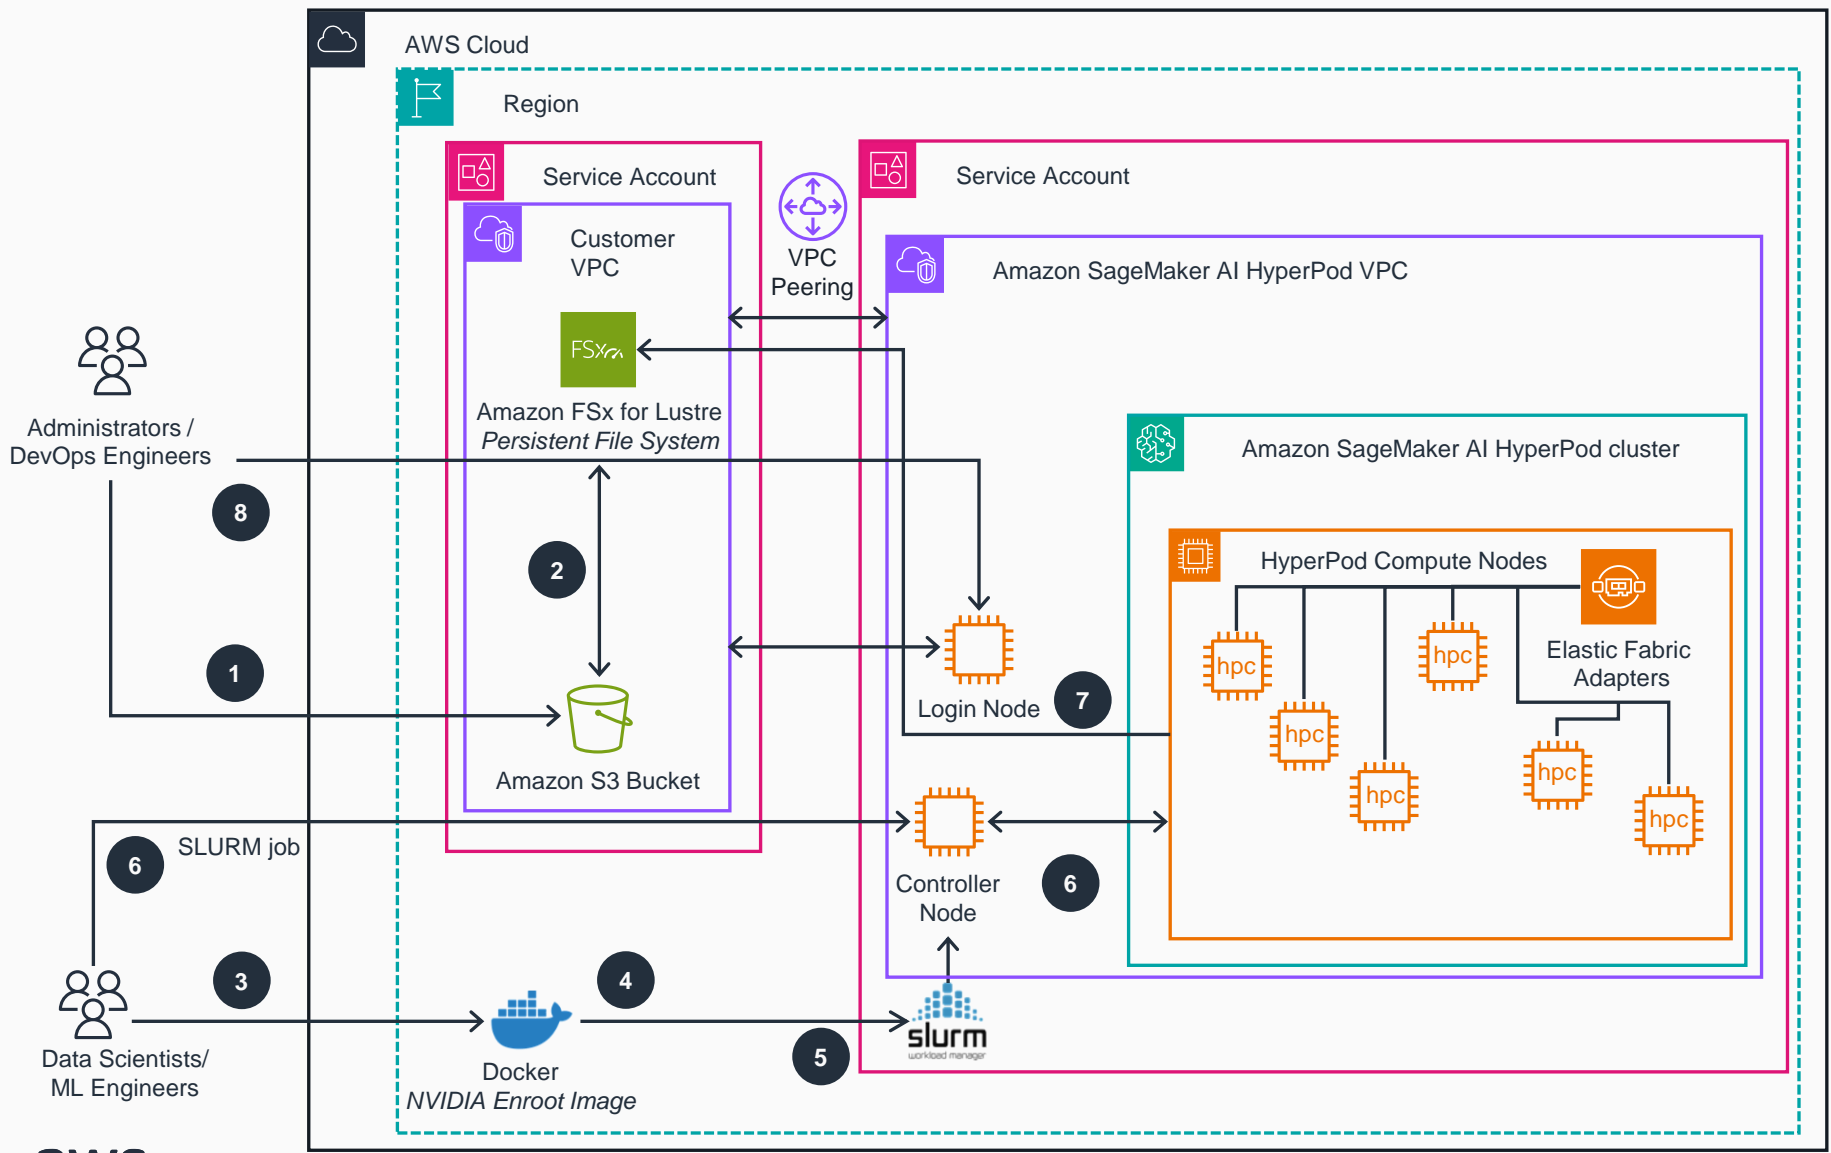 AWS Cloud
Region
Service Account
Service Account
Customer
VPC
VPC
Peering
Amazon SageMaker AI HyperPod VPC
FSx
Amazon FSx for Lustre
Persistent File System
Administrators /
DevOps Engineers
8
Amazon SageMaker AI HyperPod cluster
2
HyperPod Compute Nodes
Elastic Fabric
Adapters
hpc
hpc
hpc
hpc
hpc
hpc
1
Login Node
7
Amazon S3 Bucket
SLURM job
6
Controller
Node
6
3
4
5
slurm
workload manager
Data Scientists/
ML Engineers
Docker
NVIDIA Enroot Image
aws